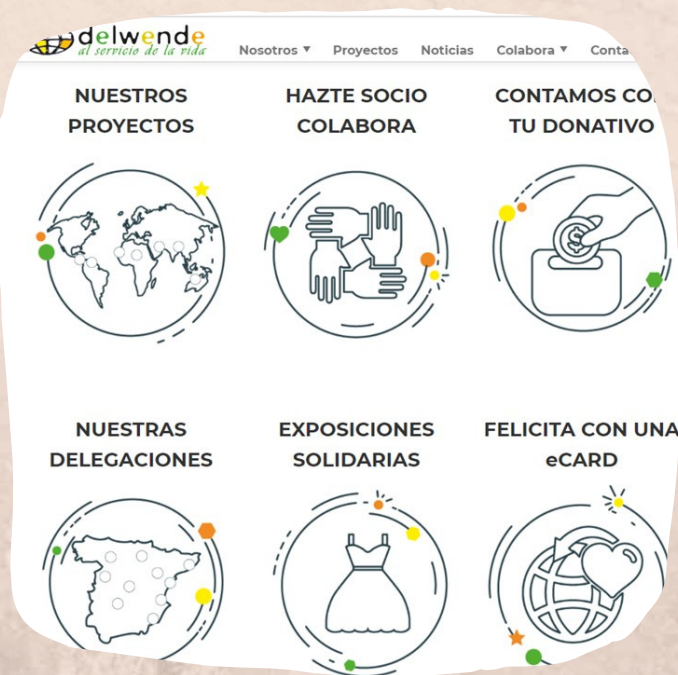 delwende
al servicio de la vida
Nosotros ▼ Proyectos Noticias Colabora ▼
NUESTROS
PROYECTOS
HAZTE SOCIO
COLABORA
CONTAMOS
TU DONATIVO
NUESTRAS
DELEGACIONES
EXPOSICIONES
SOLIDARIAS
FELICITA CON UNA
eCARD